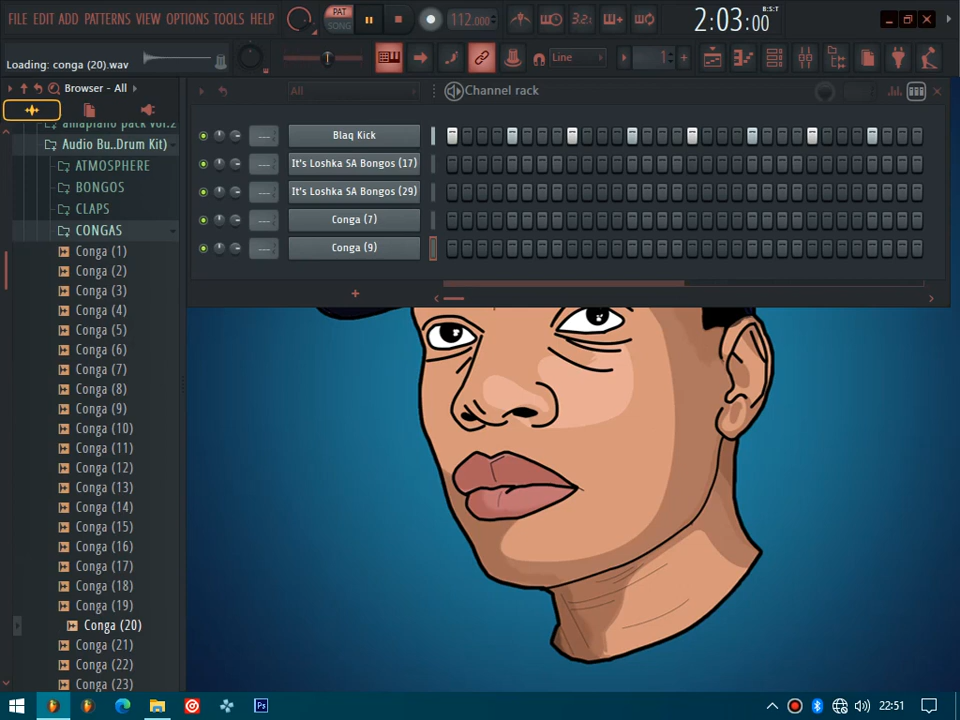 FILE EDIT ADD PATTERNS VIEW OPTIONS TOOLS HELP
PAT
SONG
112.000
3.2.
2:03:00
B:S:T
Loading: conga (20).wav
Line
1
Browser - All
All
Channel rack
Audio Bu..Drum Kit)
ATMOSPHERE
BONGOS
CLAPS
CONGAS
Conga (1)
Conga (2)
Conga (3)
Conga (4)
Conga (5)
Conga (6)
Conga (7)
Conga (8)
Conga (9)
Conga (10)
Conga (11)
Conga (12)
Conga (13)
Conga (14)
Conga (15)
Conga (16)
Conga (17)
Conga (18)
Conga (19)
Conga (20)
Conga (21)
Conga (22)
Conga (23)
Blaq Kick
It's Loshka SA Bongos (17)
It's Loshka SA Bongos (29)
Conga (7)
Conga (9)
Ps
22:51